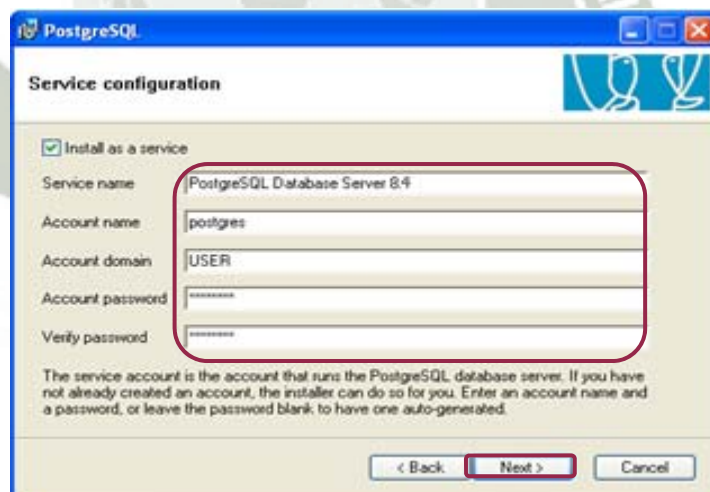 PostgreSQL
Service configuration
Install as a service
Service name PostgreSQL Database Server 8.4
Account name postgres
Account domain USER
Account password ********
Verify password ********
The service account is the account that runs the PostgreSQL database server. If you have
not already created an account, the installer can do so for you. Enter an account name and
a password, or leave the password blank to have one auto-generated.
< Back Next > Cancel